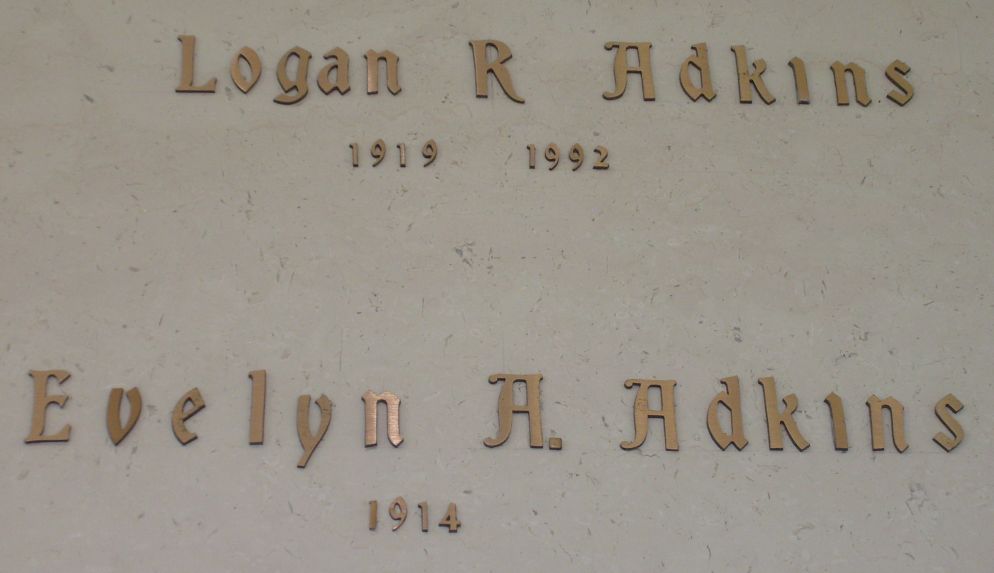 Logan R Adkins
1919 1992
Evelyn A. Adkins
1914